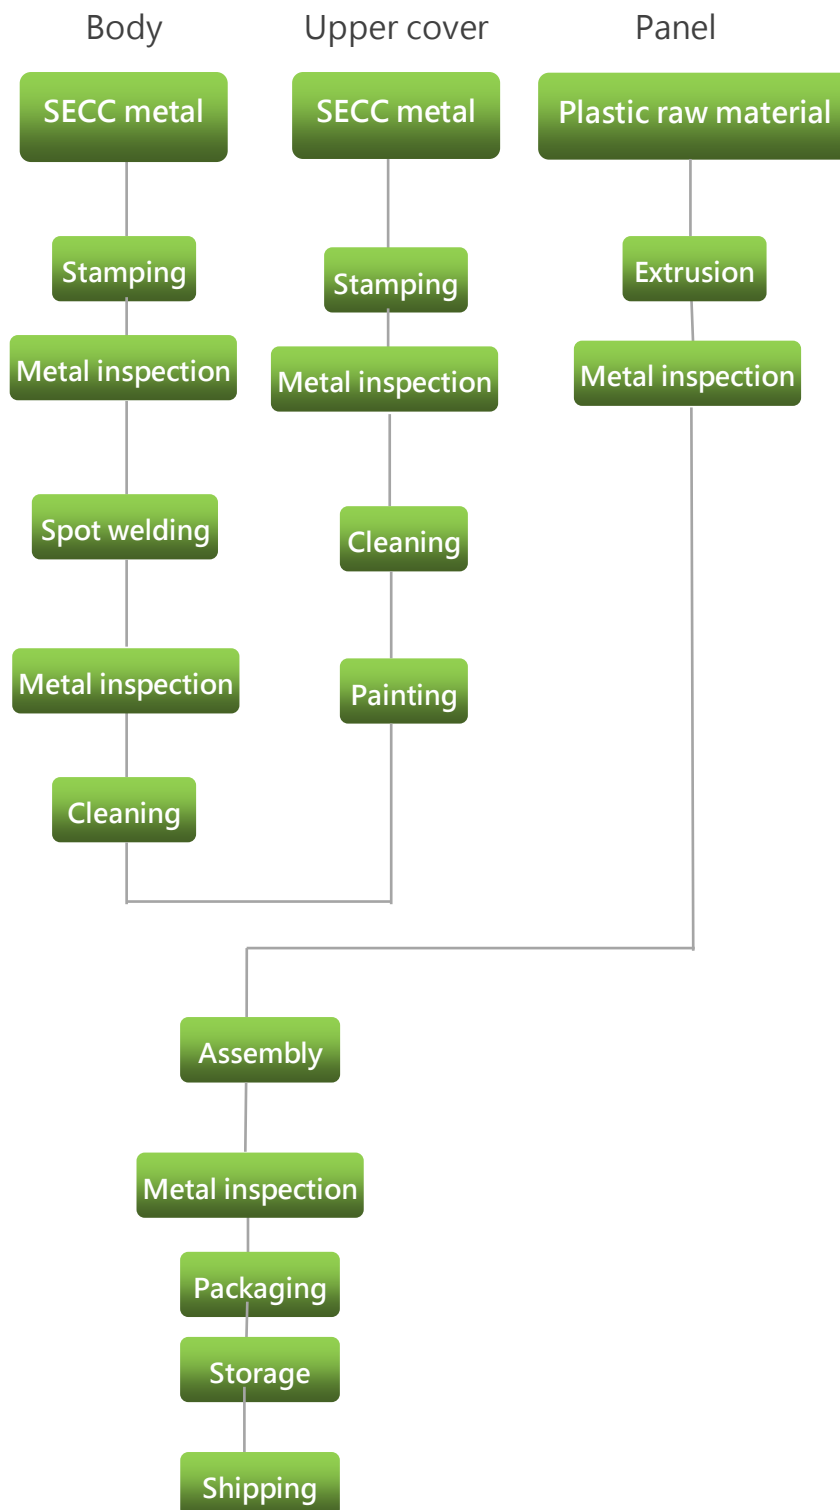 Body
Upper cover
Panel
SECC metal
SECC metal
Plastic raw material
Stamping
Stamping
Extrusion
Metal inspection
Metal inspection
Metal inspection
Spot welding
Cleaning
Metal inspection
Painting
Cleaning
Assembly
Metal inspection
Packaging
Storage
Shipping